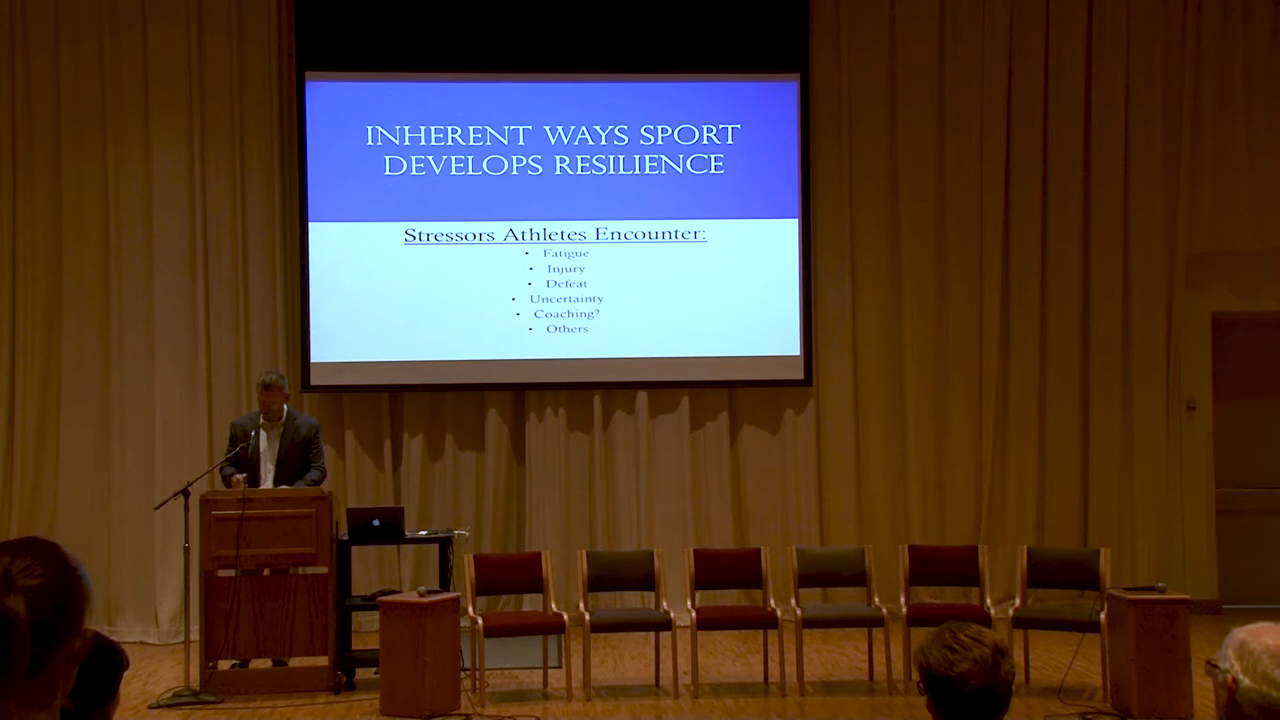 INHERENT WAYS SPORT
DEVELOPS RESILIENCE
Stressors Athletes Encounter:
• Fatigue
• Injury
• Defeat
• Uncertainty
• Coaching?
• Others